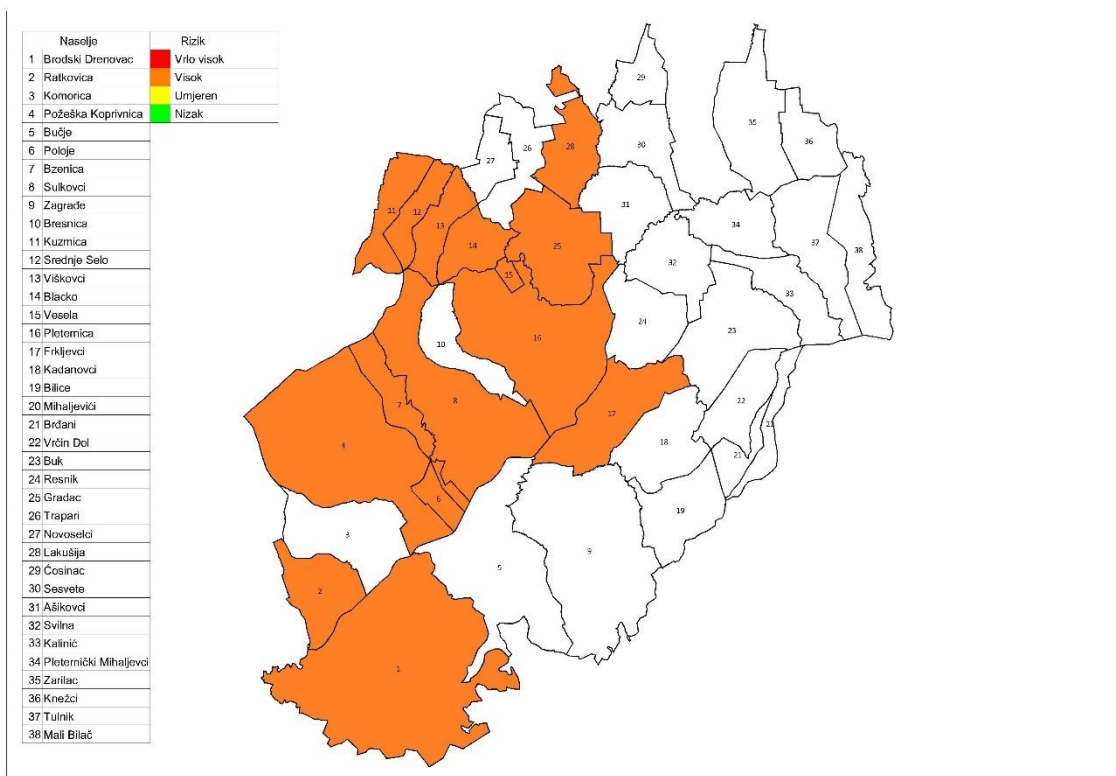 Naselje Rizik
1 Brodski Drenovac Vrlo visok
2 Ratkovica Visok
3 Komorica Umjeren
4 Požeška Koprivnica Nizak
5 Bučje
6 Poloje
7 Bzenica
8 Sulkovci
9 Zagrađe
10 Bresnica
11 Kuzmica
12 Srednje Selo
13 Viškovci
14 Blacko
15 Vesela
16 Pleternica
17 Frkljevci
18 Kadanovci
19 Bilice
20 Mihaljevići
21 Brđani
22 Vrčin Dol
23 Buk
24 Resnik
25 Gradac
26 Trapari
27 Novoselci
28 Lakušija
29 Ćosinac
30 Sesvete
31 Ašikovci
32 Svilna
33 Kalinić
34 Pleternički Mihaljevci
35 Zarilac
36 Knežci
37 Tulnik
38 Mali Bilač
29
35
30
36
26
28
27
31
11
12
13
34
14
25
37
38
32
15
33
24
23
16
10
22
7
8
17
18
4
21
6
19
3
9
5
2
1